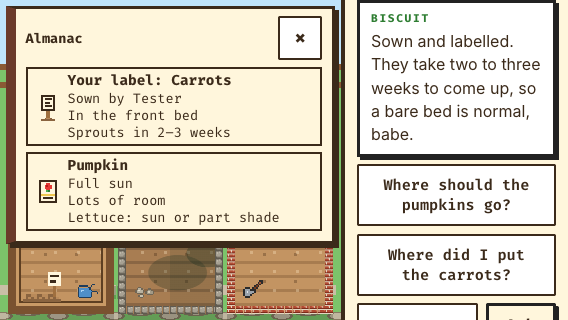 Almanac
Your label: Carrots
Sown by Tester
In the front bed
Sprouts in 2–3 weeks
Pumpkin
Full sun
Lots of room
Lettuce: sun or part shade
BISCUIT
Sown and labelled.
They take two to three
weeks to come up, so
a bare bed is normal,
babe.
Where should the
pumpkins go?
Where did I put
the carrots?